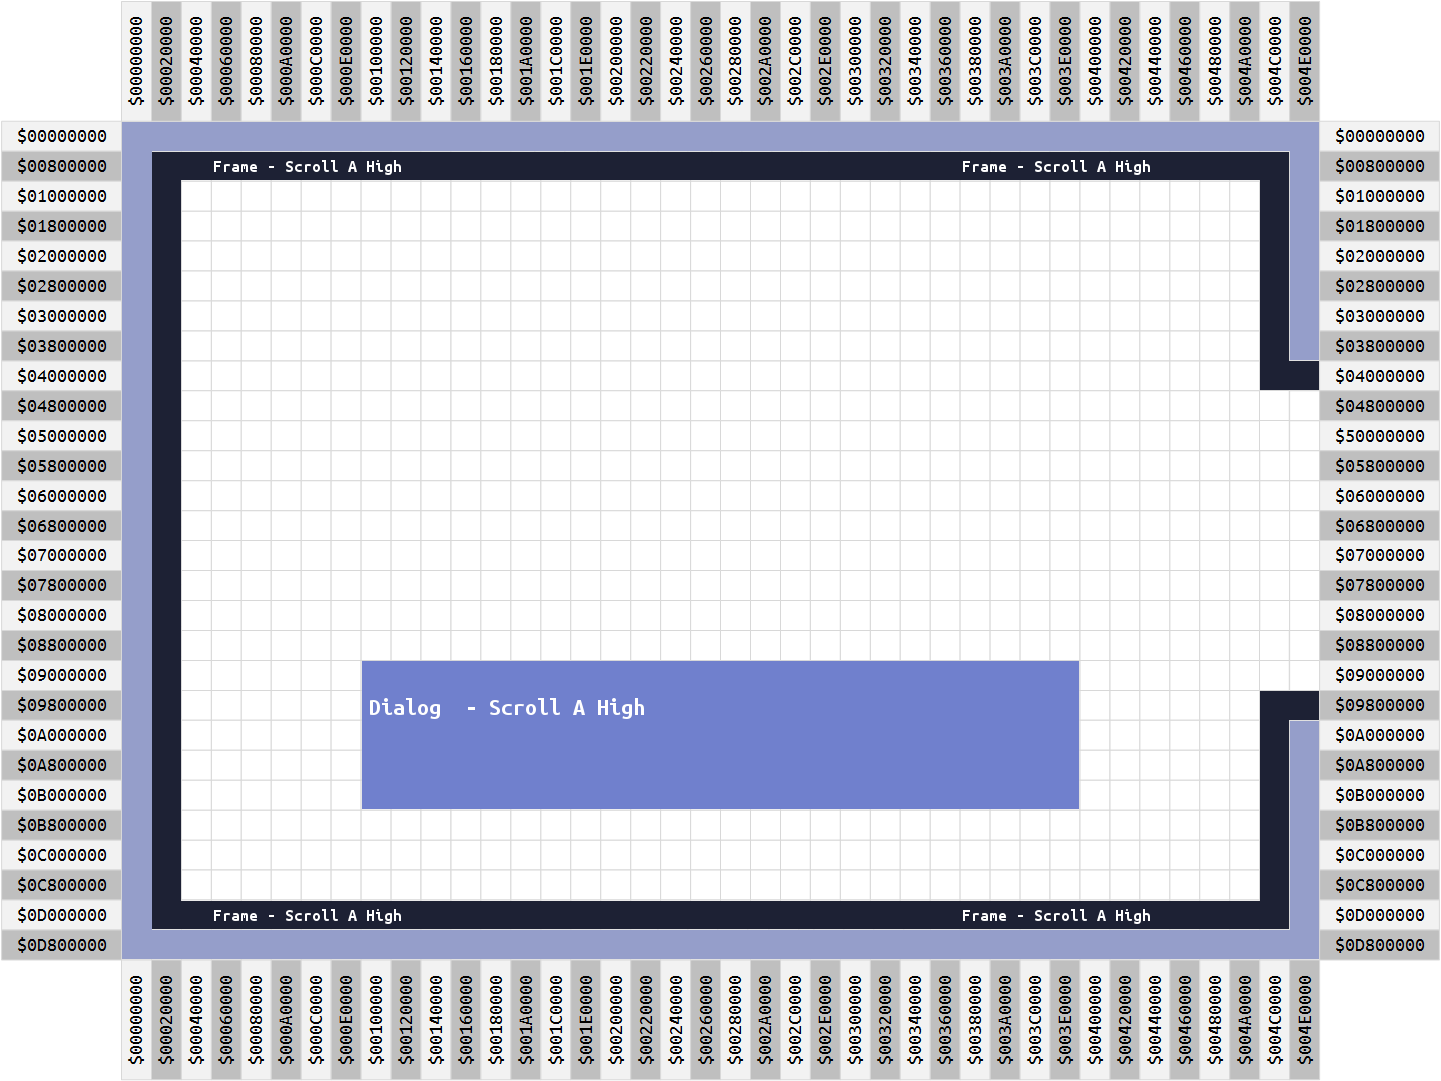 $00000000 $00020000 $00040000 $00060000 $00080000 $000A0000 $000C0000 $000E0000 $00100000 $00120000 $00140000 $00160000 $00180000 $001A0000 $001C0000 $001E0000 $00200000 $00220000 $00240000 $00260000 $00280000 $002A0000 $002C0000 $002E0000 $00300000 $00320000 $00340000 $00360000 $00380000 $003A0000 $003C0000 $003E0000 $00400000 $00420000 $00440000 $00460000 $00480000 $004A0000 $004C0000 $004E0000
$00000000 $00000000
$00800000 Frame - Scroll A High Frame - Scroll A High $00800000
$01000000 $01000000
$01800000 $01800000
$02000000 $02000000
$02800000 $02800000
$03000000 $03000000
$03800000 $03800000
$04000000 $04000000
$04800000 $04800000
$05000000 $50000000
$05800000 $05800000
$06000000 $06000000
$06800000 $06800000
$07000000 $07000000
$07800000 $07800000
$08000000 $08000000
$08800000 $08800000
$09000000 $09000000
$09800000 Dialog  - Scroll A High $09800000
$0A000000 $0A000000
$0A800000 $0A800000
$0B000000 $0B000000
$0B800000 $0B800000
$0C000000 $0C000000
$0C800000 $0C800000
$0D000000 Frame - Scroll A High Frame - Scroll A High $0D000000
$0D800000 $0D800000
$00000000 $00020000 $00040000 $00060000 $00080000 $000A0000 $000C0000 $000E0000 $00100000 $00120000 $00140000 $00160000 $00180000 $001A0000 $001C0000 $001E0000 $00200000 $00220000 $00240000 $00260000 $00280000 $002A0000 $002C0000 $002E0000 $00300000 $00320000 $00340000 $00360000 $00380000 $003A0000 $003C0000 $003E0000 $00400000 $00420000 $00440000 $00460000 $00480000 $004A0000 $004C0000 $004E0000